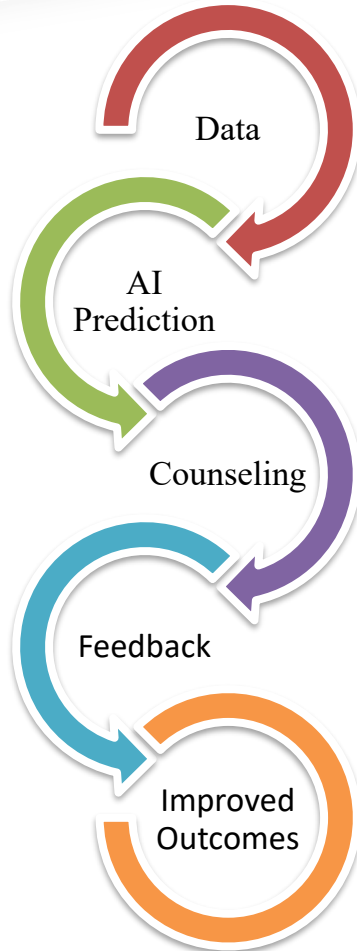 Data
AI
Prediction
Counseling
Feedback
Improved
Outcomes